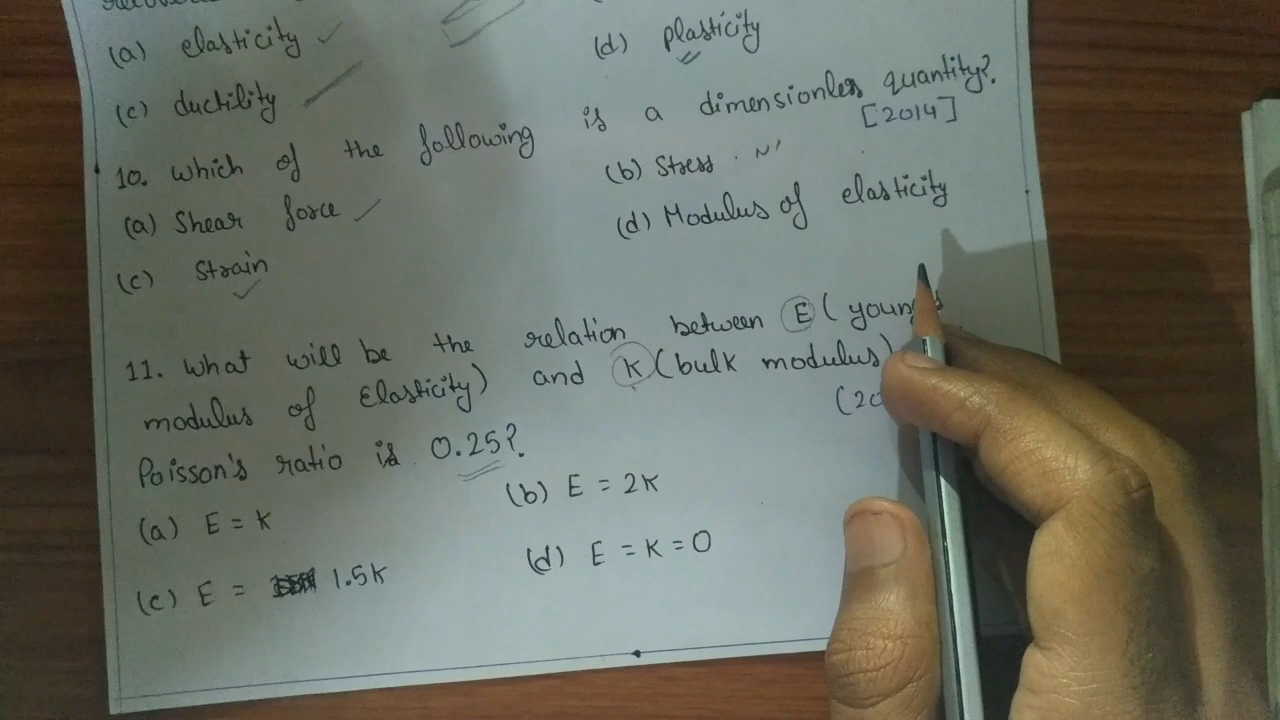 (a) elasticity
(d) plasticity
(c) ductility
10. Which of the following is a dimensionless quantity?
[2014]
(a) Shear force
(b) Stress
(c) Strain
(d) Modulus of elasticity
11. What will be the relation between E (young's
modulus of Elasticity) and K (bulk modulus)
(20
Poisson's ratio is 0.25?
(a) E = K
(b) E = 2K
(c) E = 1.5K
(d) E = K = 0